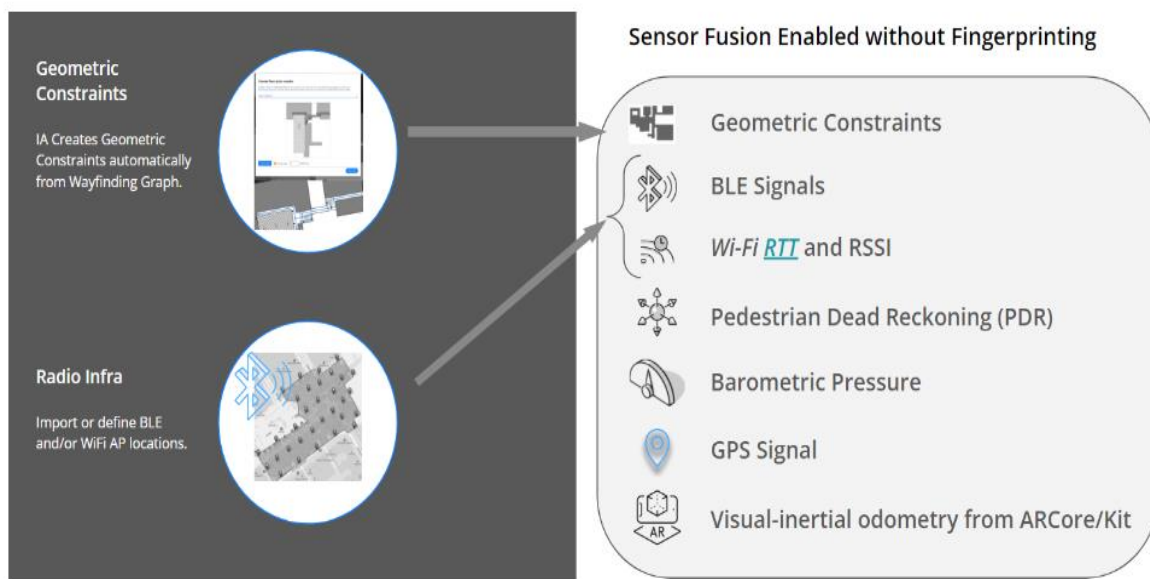 Geometric
Constraints
IA Creates Geometric
Constraints automatically
from Wayfinding Graph.
Radio Infra
Import or define BLE
and/or WiFi AP locations.
Sensor Fusion Enabled without Fingerprinting
Geometric Constraints
BLE Signals
Wi-Fi RTT and RSSI
Pedestrian Dead Reckoning (PDR)
Barometric Pressure
GPS Signal
AR
Visual-inertial odometry from ARCore/Kit